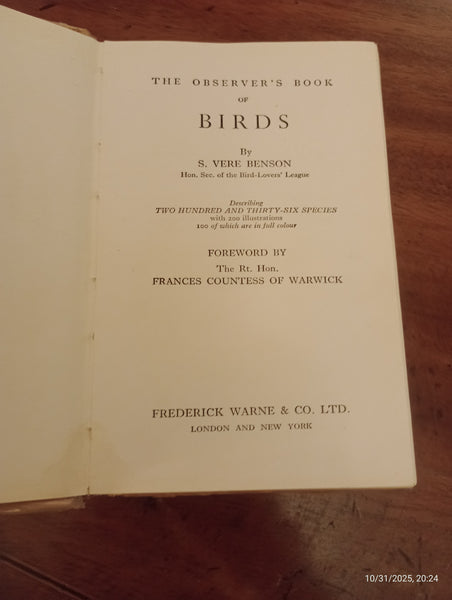 THE OBSERVER'S BOOK
OF
BIRDS
By
S. VERE BENSON
Hon. Sec. of the Bird-Lovers' League
Describing
TWO HUNDRED AND THIRTY-SIX SPECIES
with 200 illustrations
100 of which are in full colour
FOREWORD BY
The Rt. Hon.
FRANCES COUNTESS OF WARWICK
FREDERICK WARNE & CO. LTD.
LONDON AND NEW YORK
10/31/2025, 20:24